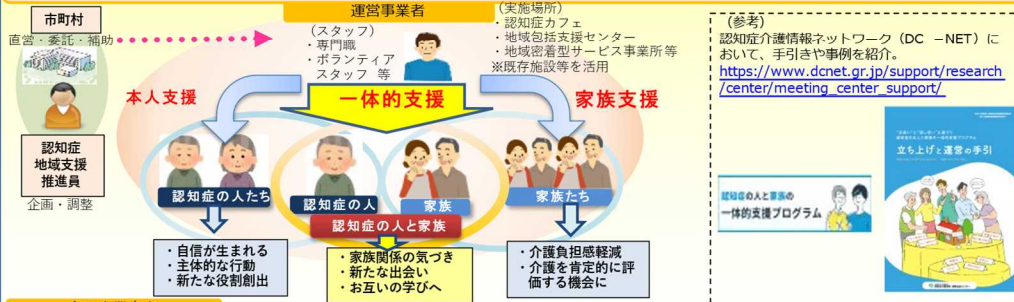 市町村
直営・委託・補助
認知症
地域支援
推進員
企画・調整
運営事業者
(スタッフ)
・専門職
・ボランティア
スタッフ 等
(実施場所)
・認知症カフェ
・地域包括支援センター
・地域密着型サービス事業所等
※既存施設等を活用
本人支援
一体的支援
家族支援
認知症の人たち
認知症の人
家族
認知症の人と家族
家族たち
・自信が生まれる
・主体的な行動
・新たな役割創出
・家族関係の気づき
・新たな出会い
・お互いの学びへ
・介護負担感軽減
・介護を肯定的に評
価する機会に
(参考)
認知症介護情報ネットワーク(DC -NET)に
おいて、手引きや事例を紹介。
https://www.dcnet.gr.jp/support/research
/center/meeting_center_support/
認知症の人と家族の
一体的支援プログラム
立ち上げと運営の手引